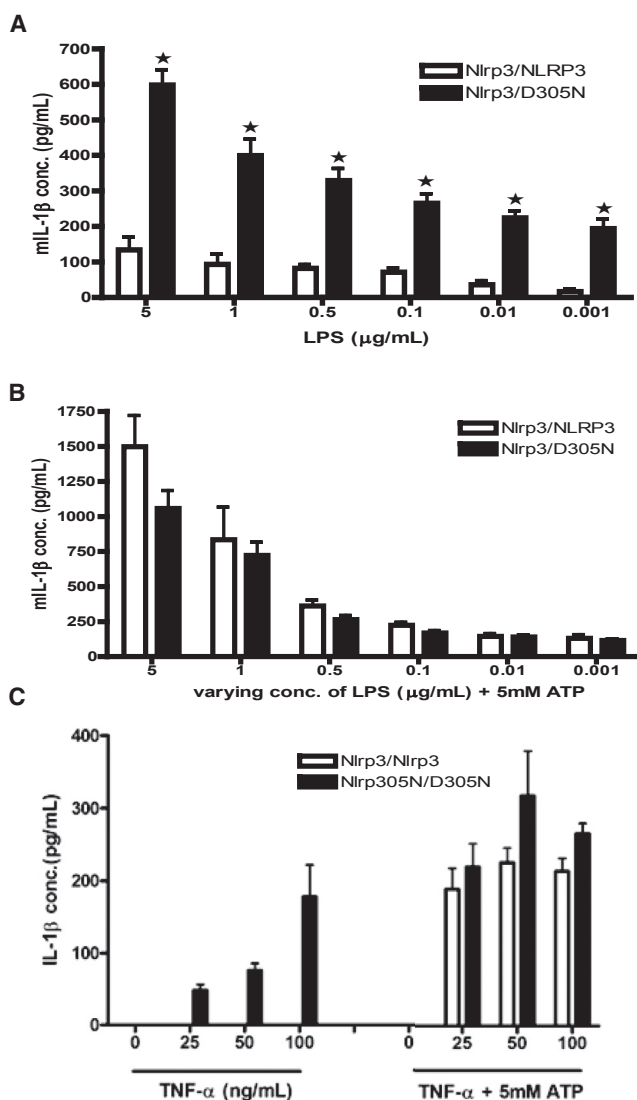 A
700
600
500
400
300
200
100
0
mIL-1β conc. (pg/mL)
Nlrp3/NLRP3
Nlrp3/D305N
5 1 0.5 0.1 0.01 0.001
LPS (μg/mL)
B
1750
1500
1250
1000
750
500
250
0
mIL-1β conc. (pg/mL)
Nlrp3/NLRP3
Nlrp3/D305N
5 1 0.5 0.1 0.01 0.001
varying conc. of LPS (μg/mL) + 5mM ATP
C
400
300
200
100
0
IL-1β conc.(pg/mL)
Nlrp3/Nlrp3
Nlrp305N/D305N
0 25 50 100 0 25 50 100
TNF-α (ng/mL) TNF-α + 5mM ATP